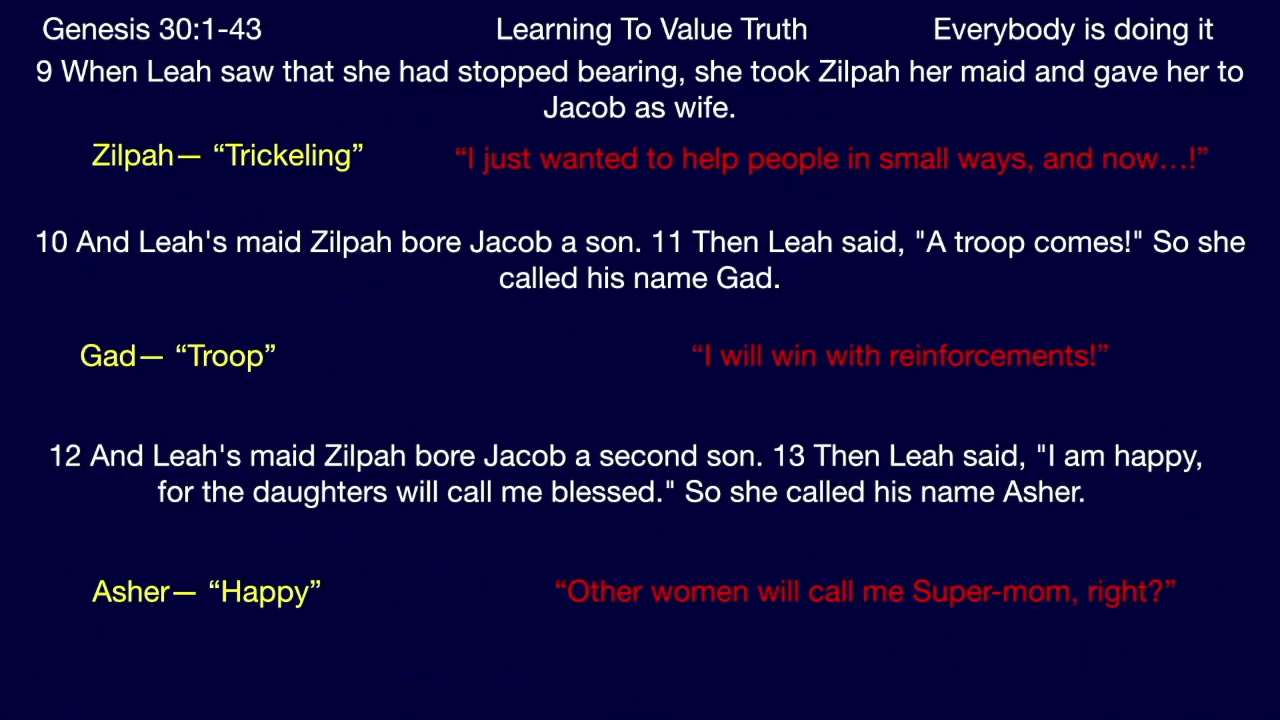 Genesis 30:1-43 Learning To Value Truth Everybody is doing it
9 When Leah saw that she had stopped bearing, she took Zilpah her maid and gave her to
Jacob as wife.
Zilpah— “Trickeling” “I just wanted to help people in small ways, and now…!”
10 And Leah's maid Zilpah bore Jacob a son. 11 Then Leah said, "A troop comes!" So she
called his name Gad.
Gad— “Troop” “I will win with reinforcements!”
12 And Leah's maid Zilpah bore Jacob a second son. 13 Then Leah said, "I am happy,
for the daughters will call me blessed." So she called his name Asher.
Asher— “Happy” “Other women will call me Super-mom, right?”